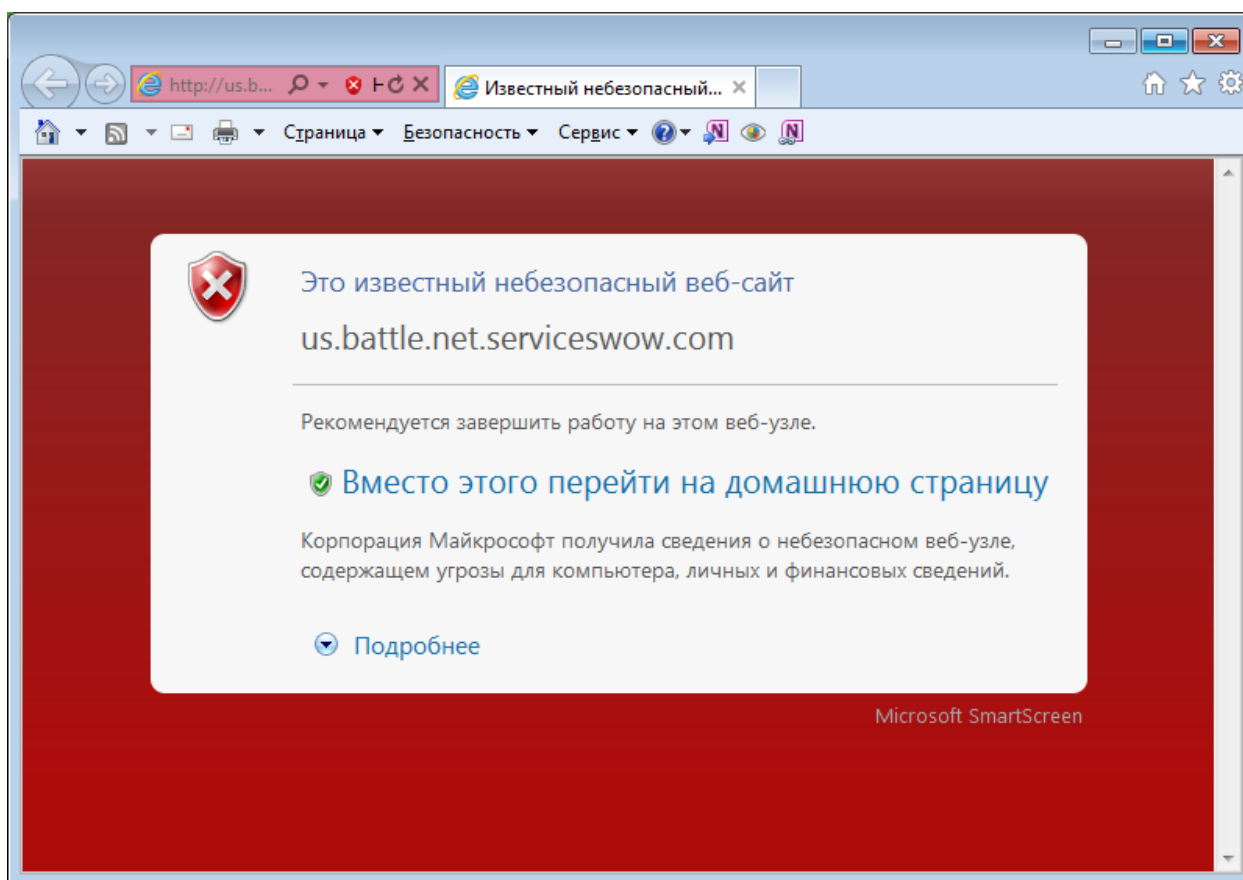 http://us.b...
Известный небезопасный...
Страница Безопасность Сервис
Это известный небезопасный веб-сайт
us.battle.net.serviceswow.com
Рекомендуется завершить работу на этом веб-узле.
Вместо этого перейти на домашнюю страницу
Корпорация Майкрософт получила сведения о небезопасном веб-узле,
содержащем угрозы для компьютера, личных и финансовых сведений.
Подробнее
Microsoft SmartScreen